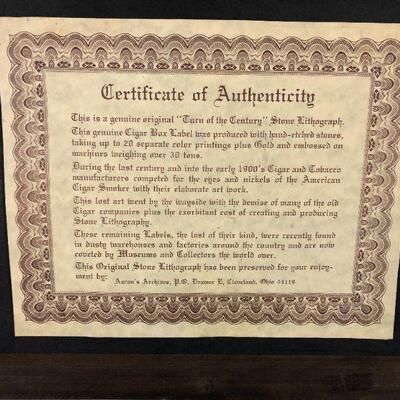 Certificate of Authenticity
This is a genuine original "Turn of the Century" Stone Lithograph.
This genuine Cigar Box Label was produced with hand-etched stones,
taking up to 20 separate color printings plus Gold and embossed on
machines weighing over 30 tons.
During the last century and into the early 1900's Cigar and Tobacco
manufacturers competed for the eyes and nickels of the American
Cigar Smoker with their elaborate art work.
This lost art went by the wayside with the demise of many of the old
Cigar companies plus the exorbitant cost of creating and producing
Stone Lithography.
These remaining Labels, the last of their kind, were recently found
in dusty warehouses and factories around the country and are now
coveted by Museums and Collectors the world over.
This Original Stone Lithograph has been preserved for your enjoy-
ment by: Aaron's Archives, P.O. Drawer E, Cleveland, Ohio 44119